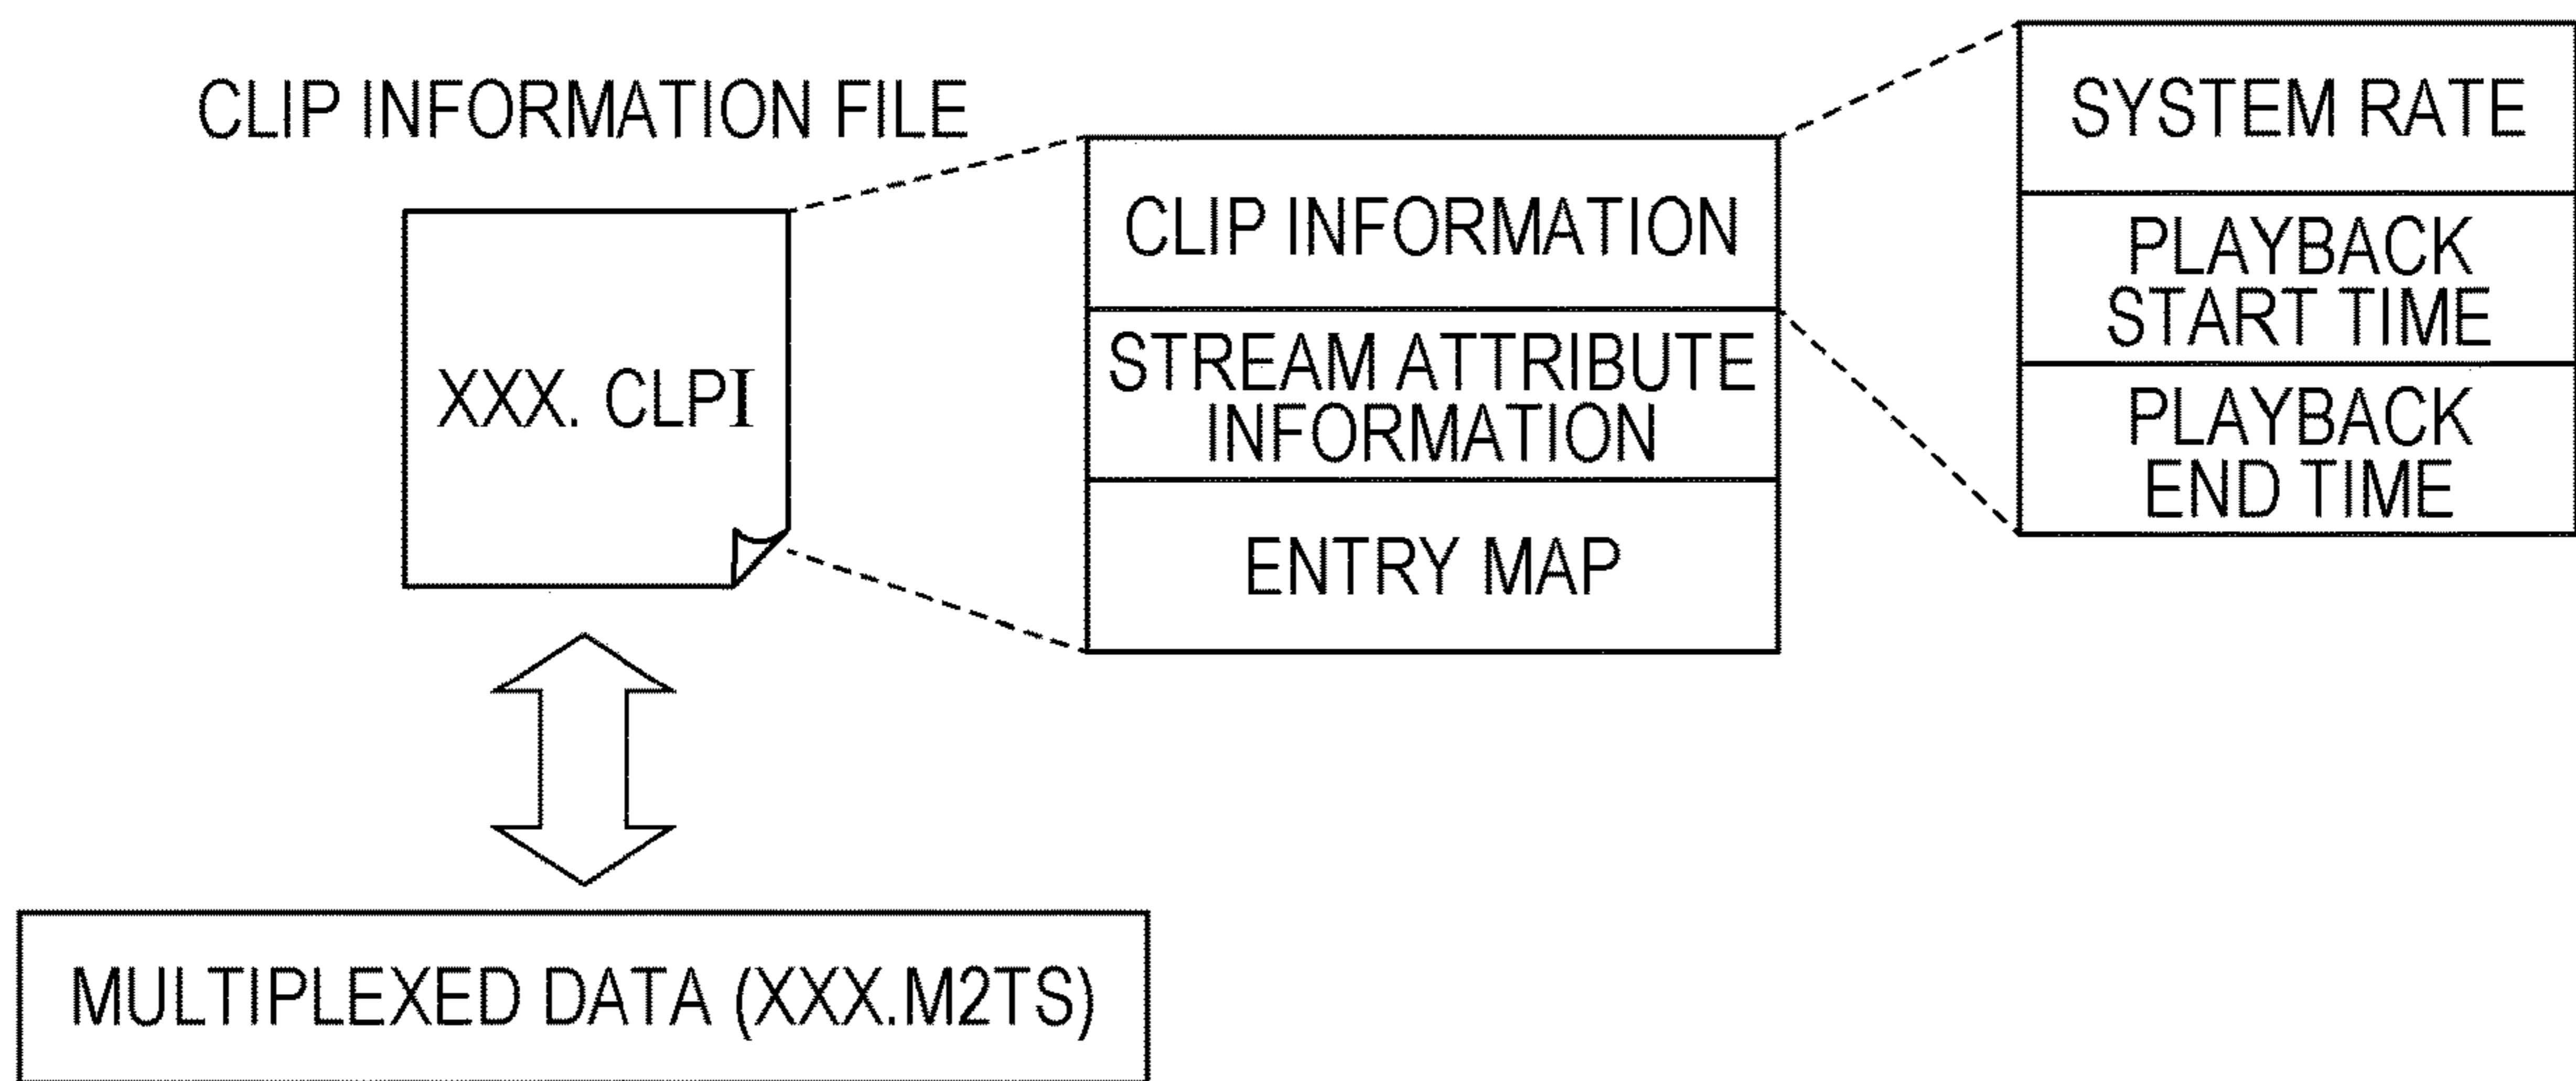 CLIP INFORMATION FILE
XXX. CLPI
MULTIPLEXED DATA (XXX.M2TS)
CLIP INFORMATION
STREAM ATTRIBUTE
INFORMATION
ENTRY MAP
SYSTEM RATE
PLAYBACK
START TIME
PLAYBACK
END TIME